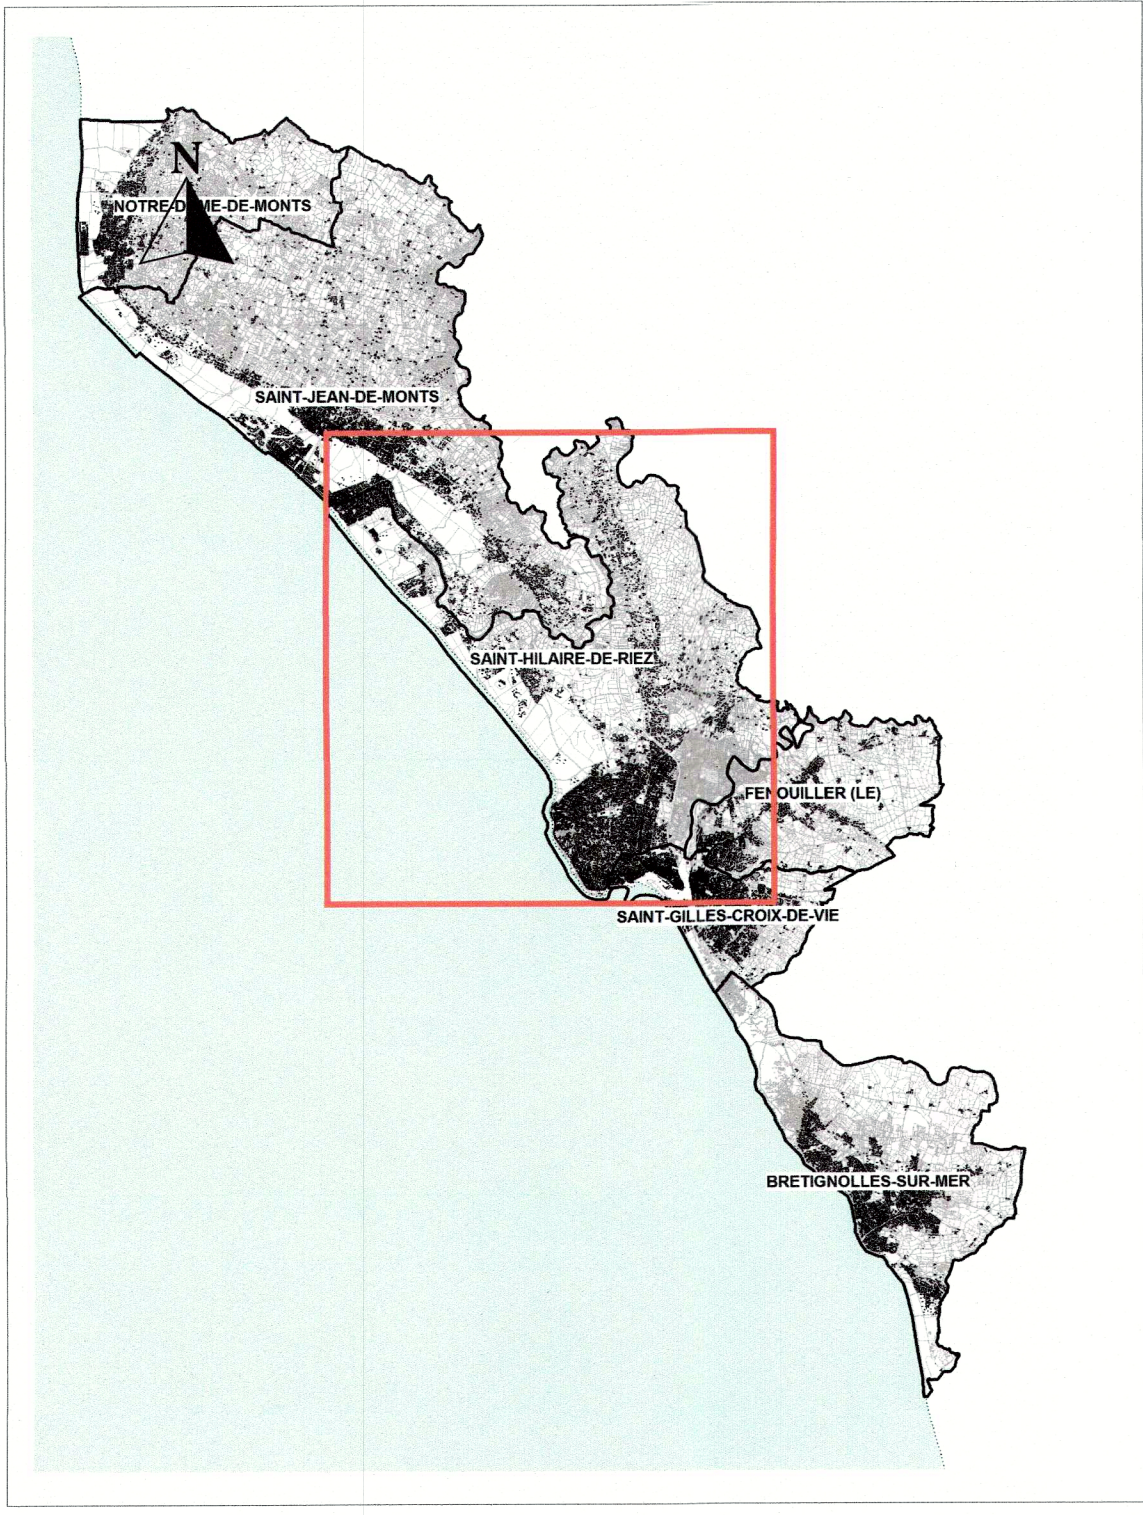 N
NOTRE-DAME-DE-MONTS
SAINT-JEAN-DE-MONTS
SAINT-HILAIRE-DE-RIEZ
FENOUILLER (LE)
SAINT-GILLES-CROIX-DE-VIE
BRETIGNOLLES-SUR-MER